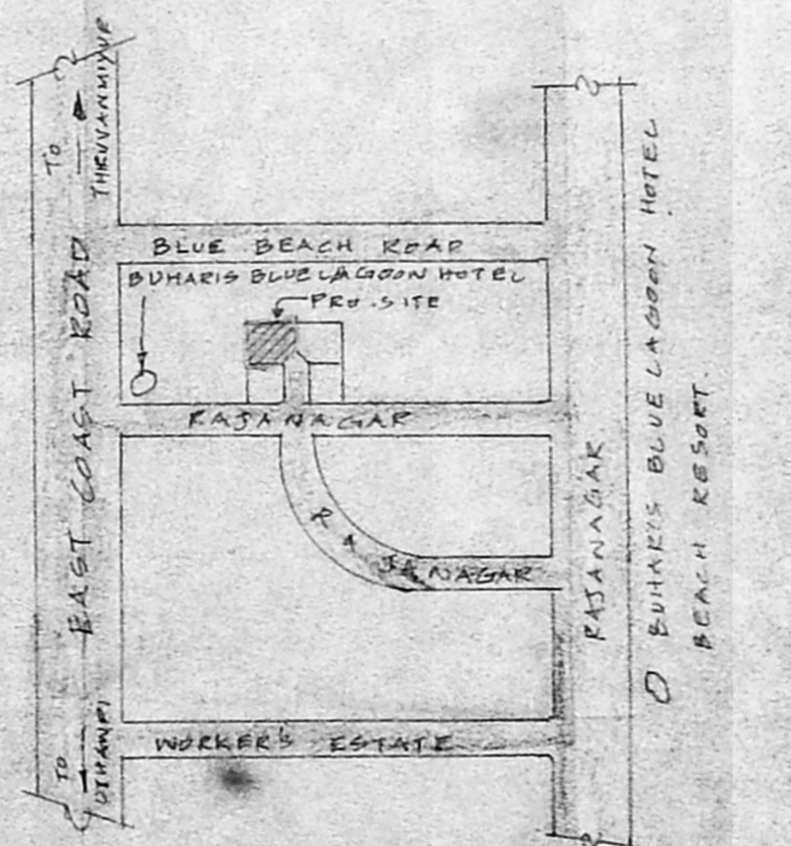 TO
THIRUVANMIYUR
EAST COAST ROAD
TO
UTHANDI
BLUE BEACH ROAD
BUHARIS BLUE LAGOON HOTEL
PRO.SITE
RAJANAGAR
RAJANAGAR
WORKER'S ESTATE
RAJANAGAR
BUHARIS BLUE LAGOON HOTEL
BEACH RESORT.